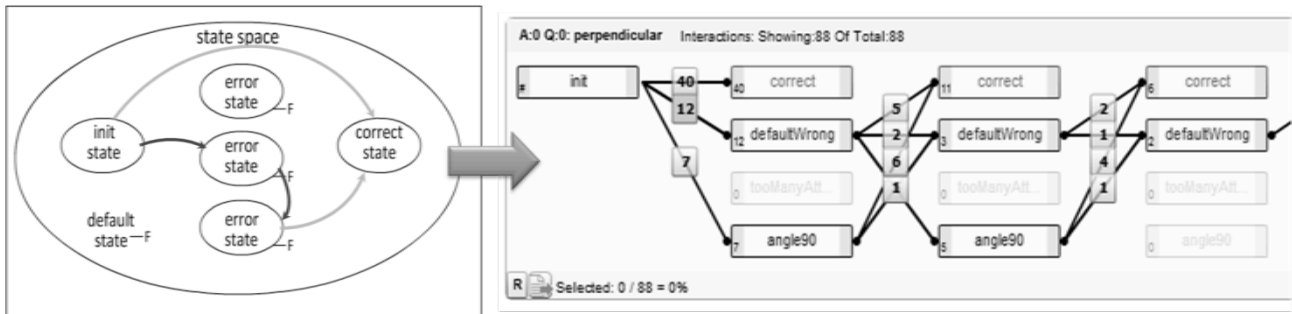 state space
error
state
F
init
state
error
state
F
correct
state
default
state F
error
state
F
A:0 Q:0: perpendicular Interactions: Showing:88 Of Total:88
# init 40 40 correct 11 correct 6 correct
12 5 2
12 defaultWrong 2 3 defaultWrong 1 2 defaultWrong
7 6 4
0 tooManyAtt... 1 0 tooManyAtt... 1 0 tooManyAtt...
7 angle90 5 angle90 0 angle90
R Selected: 0 / 88 = 0%